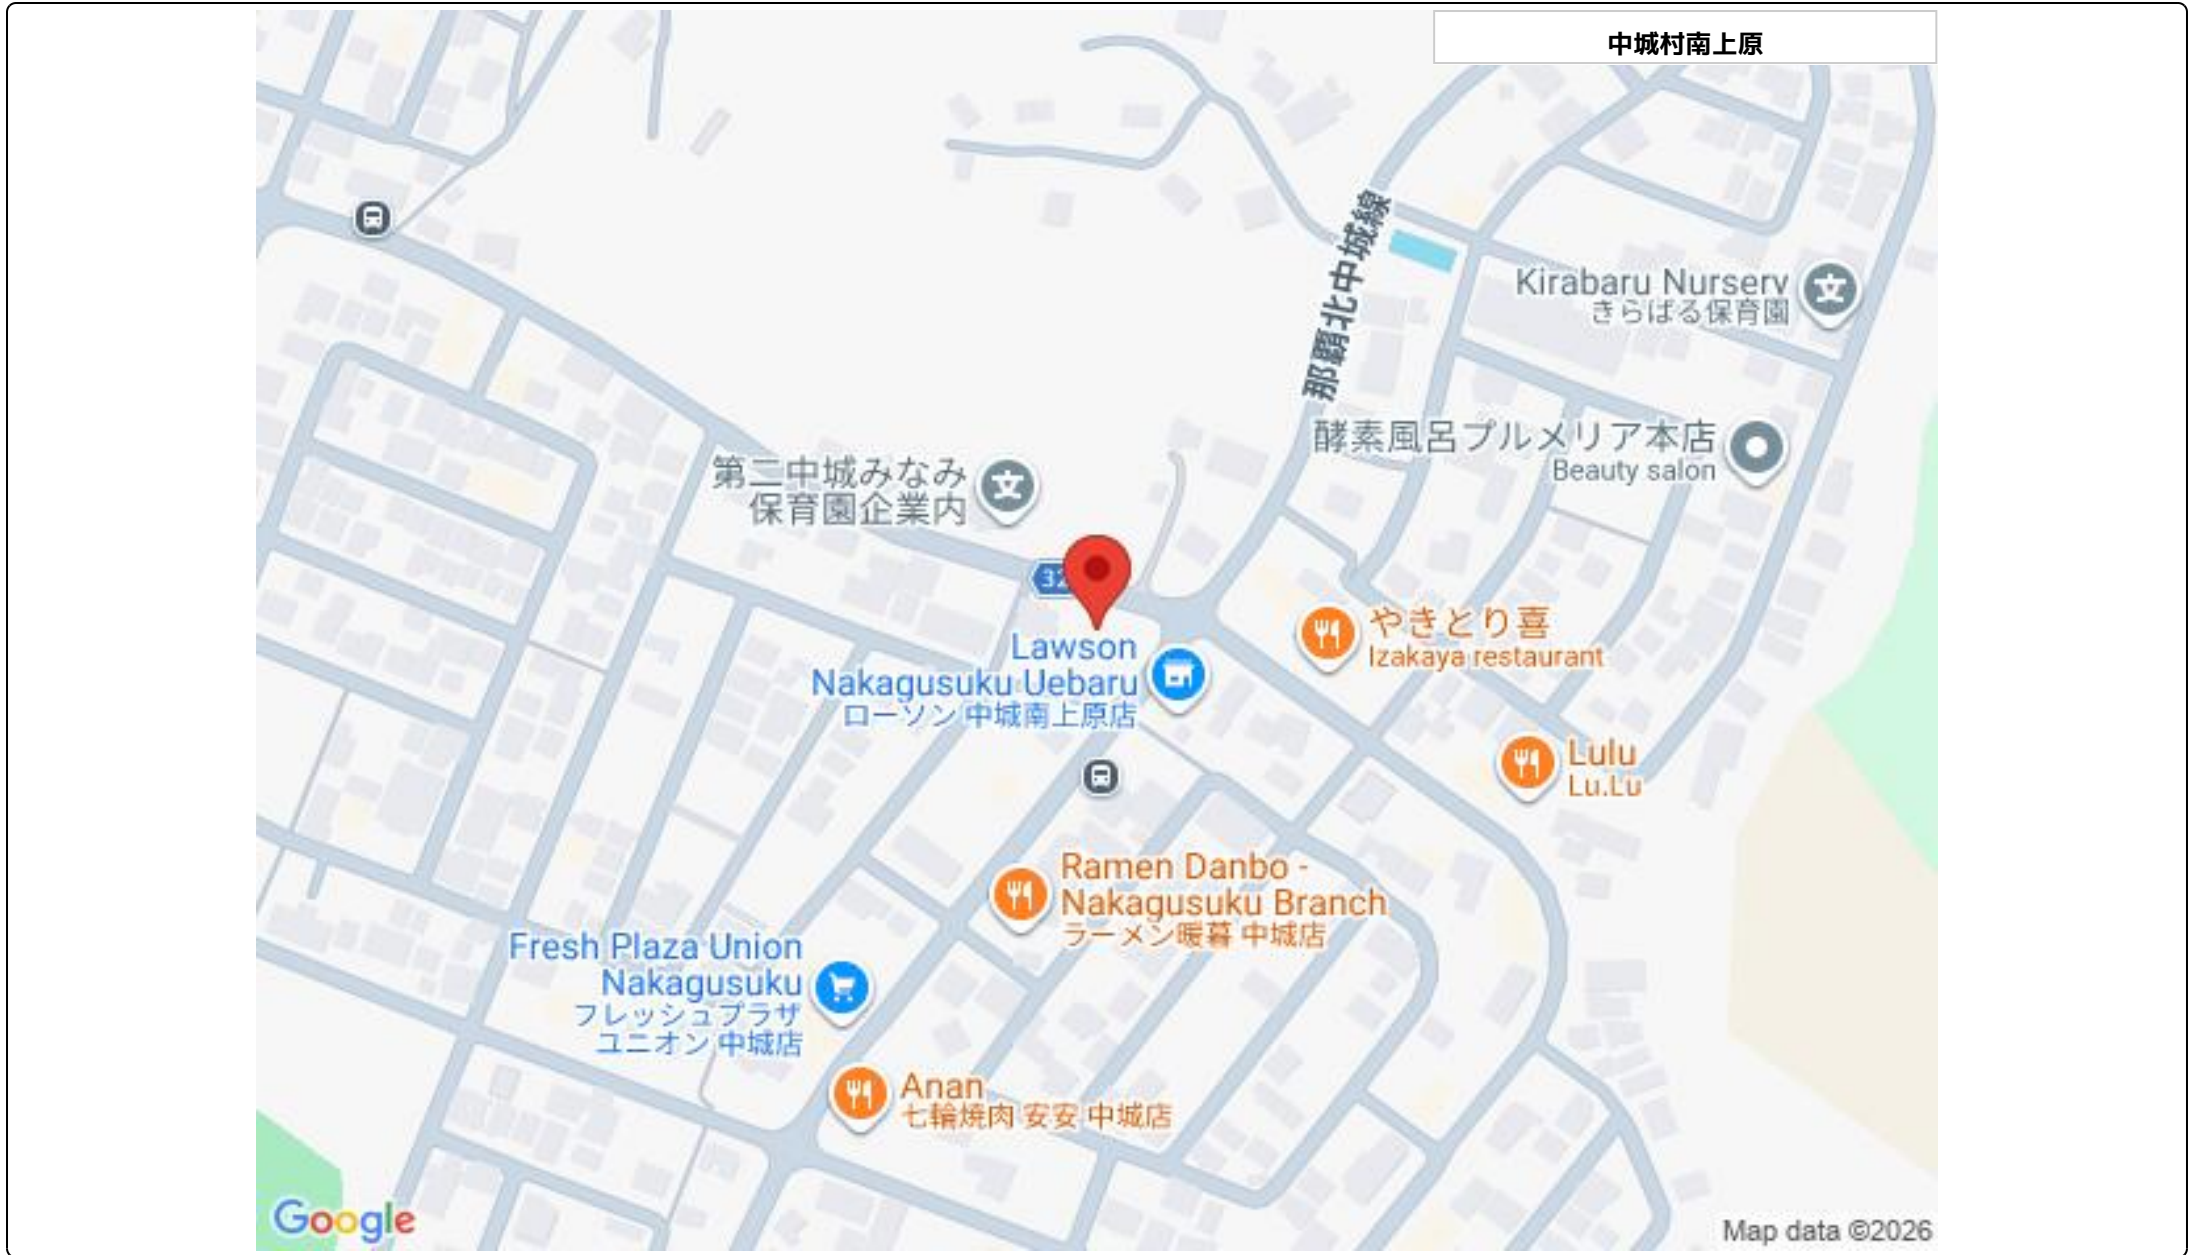 中城村南上原
那覇北中城線
Kirabaru Nurserv
きらばる保育園
酵素風呂プルメリア本店
Beauty salon
第二中城みなみ
保育園企業内
32
やきとり喜
Izakaya restaurant
Lawson
Nakagusuku Uebaru
ローソン 中城南上原店
Lulu
Lu.Lu
Ramen Danbo -
Nakagusuku Branch
ラーメン暖暮 中城店
Fresh Plaza Union
Nakagusuku
フレッシュプラザ
ユニオン 中城店
Anan
七輪焼肉 安安 中城店
Google
Map data ©2026